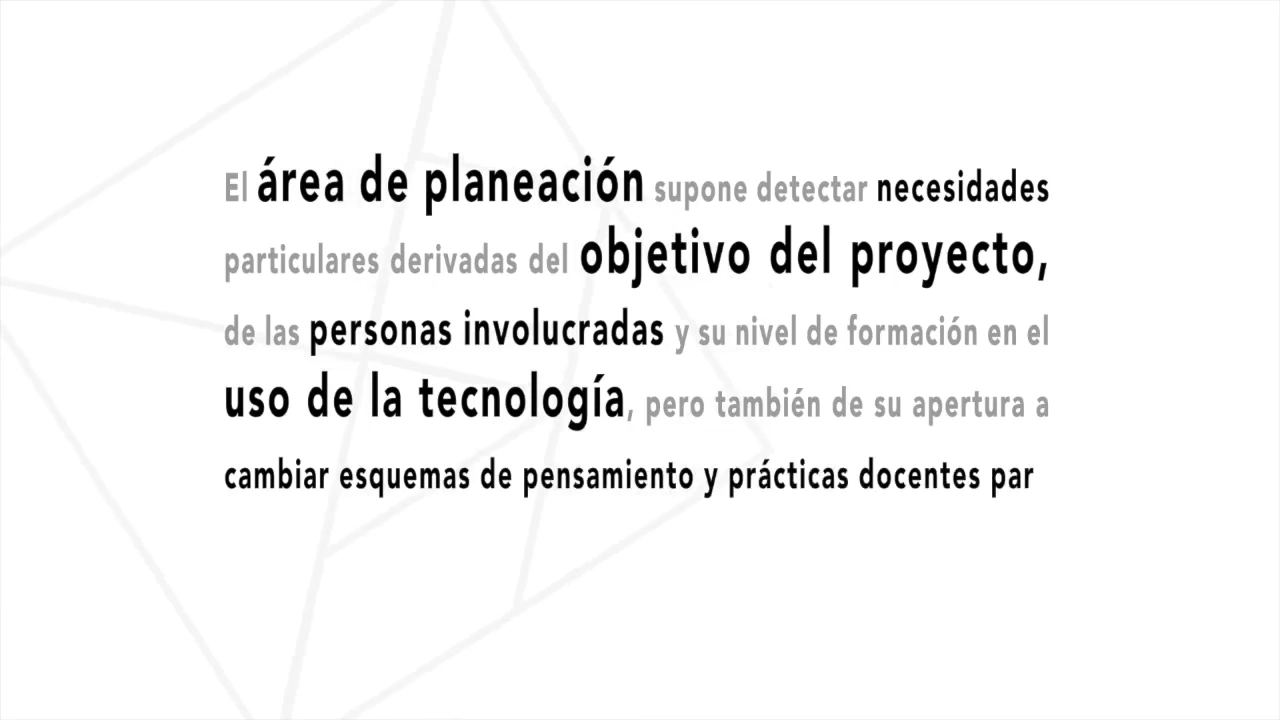 El área de planeación supone detectar necesidades
particulares derivadas del objetivo del proyecto,
de las personas involucradas y su nivel de formación en el
uso de la tecnología, pero también de su apertura a
cambiar esquemas de pensamiento y prácticas docentes par